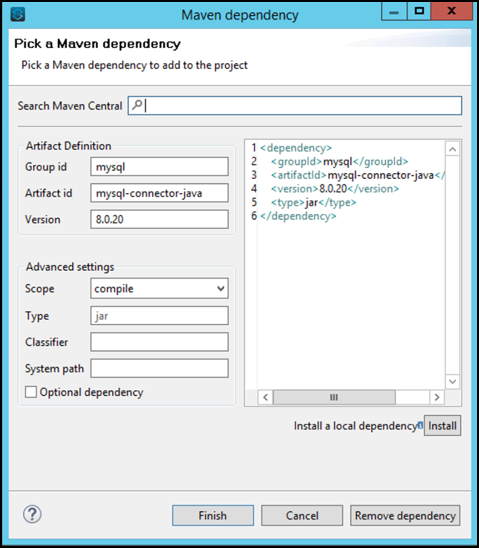 Maven dependency
Pick a Maven dependency
Pick a Maven dependency to add to the project
Search Maven Central
Artifact Definition
Group id mysql
Artifact id mysql-connector-java
Version 8.0.20
Advanced settings
Scope compile
Type jar
Classifier
System path
Optional dependency
1 <dependency>
2 <groupId>mysql</groupId>
3 <artifactId>mysql-connector-java</
4 <version>8.0.20</version>
5 <type>jar</type>
6 </dependency>
Install a local dependency Install
? Finish Cancel Remove dependency